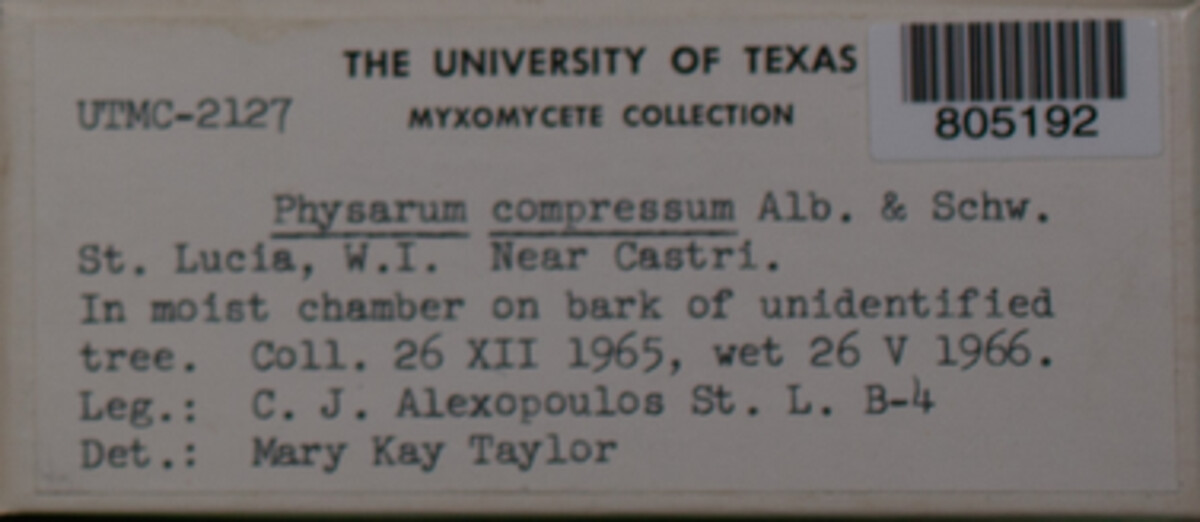 THE UNIVERSITY OF TEXAS
UTMC-2127 MYXOMYCETE COLLECTION
805192
Physarum compressum Alb. & Schw.
St. Lucia, W.I. Near Castri.
In moist chamber on bark of unidentified
tree. Coll. 26 XII 1965, wet 26 V 1966.
Leg.: C. J. Alexopoulos St. L. B-4
Det.: Mary Kay Taylor